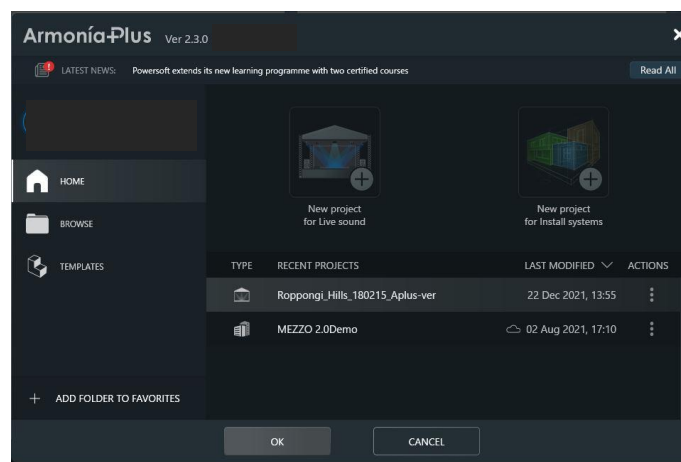 Armonía Plus Ver 2.3.0
LATEST NEWS: Powersoft extends its new learning programme with two certified courses Read All
HOME
BROWSE
TEMPLATES
ADD FOLDER TO FAVORITES
New project
for Live sound
New project
for Install systems
TYPE RECENT PROJECTS LAST MODIFIED ACTIONS
Roppongi_Hills_180215_Aplus-ver 22 Dec 2021, 13:55
MEZZO 2.0Demo 02 Aug 2021, 17:10
OK CANCEL